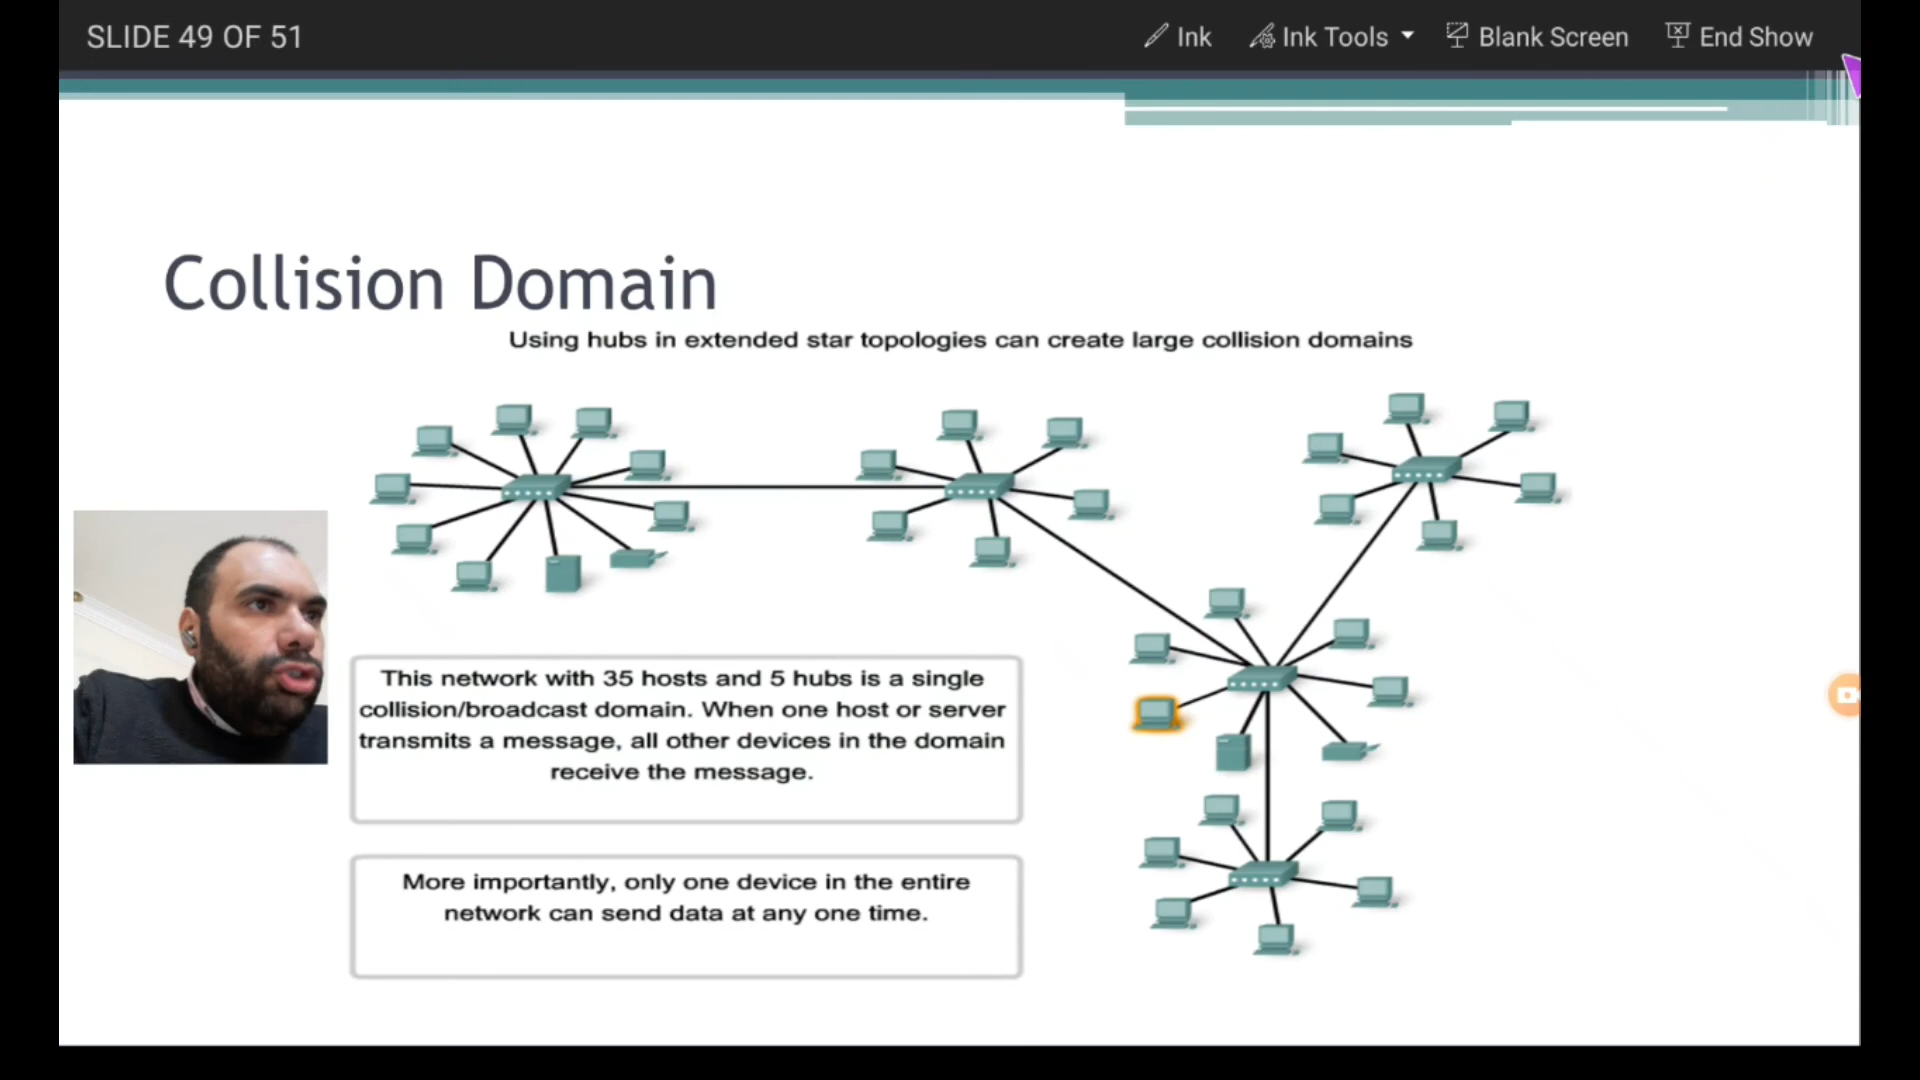 SLIDE 49 OF 51
Ink
Ink Tools
Blank Screen
End Show
Collision Domain
Using hubs in extended star topologies can create large collision domains
This network with 35 hosts and 5 hubs is a single
collision/broadcast domain. When one host or server
transmits a message, all other devices in the domain
receive the message.
More importantly, only one device in the entire
network can send data at any one time.